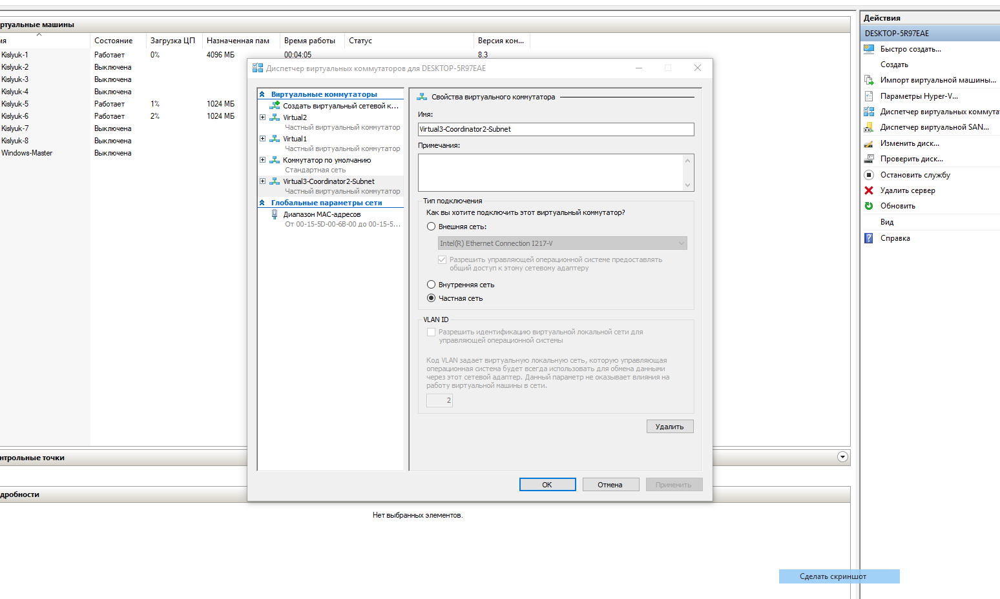 ртуальные машины
мя
Состояние
Загрузка ЦП
Назначенная пам
Время работы
Статус
Версия кон...
Kislyuk-1 Работает 0% 4096 МБ 00:04:05 8.3
Kislyuk-2 Выключена
Kislyuk-3 Выключена
Kislyuk-4 Выключена
Kislyuk-5 Работает 1% 1024 МБ
Kislyuk-6 Работает 2% 1024 МБ
Kislyuk-7 Выключена
Kislyuk-8 Выключена
Windows-Master Выключена
нтрольные точки
дробности
Нет выбранных элементов.
Диспетчер виртуальных коммутаторов для DESKTOP-5R97EAE
Виртуальные коммутаторы
Создать виртуальный сетевой к...
Virtual2
Частный виртуальный коммутатор
Virtual1
Частный виртуальный коммутатор
Коммутатор по умолчанию
Стандартная сеть
Virtual3-Coordinator2-Subnet
Частный виртуальный коммутатор
Глобальные параметры сети
Диапазон MAC-адресов
От 00-15-5D-00-6B-00 до 00-15-5...
Свойства виртуального коммутатора
Имя:
Virtual3-Coordinator2-Subnet
Примечания:
Тип подключения
Как вы хотите подключить этот виртуальный коммутатор?
Внешняя сеть:
Intel(R) Ethernet Connection I217-V
Разрешить управляющей операционной системе предоставлять
общий доступ к этому сетевому адаптеру
Внутренняя сеть
Частная сеть
VLAN ID
Разрешить идентификацию виртуальной локальной сети для
управляющей операционной системы
Код VLAN задает виртуальную локальную сеть, которую управляющая
операционная система будет всегда использовать для обмена данными
через этот сетевой адаптер. Данный параметр не оказывает влияния на
работу виртуальной машины в сети.
2
Удалить
ОК
Отмена
Применить
Действия
DESKTOP-5R97EAE
Быстро создать...
Создать
Импорт виртуальной машины...
Параметры Hyper-V...
Диспетчер виртуальных коммута
Диспетчер виртуальной SAN...
Изменить диск...
Проверить диск...
Остановить службу
Удалить сервер
Обновить
Вид
Справка
Сделать скриншот